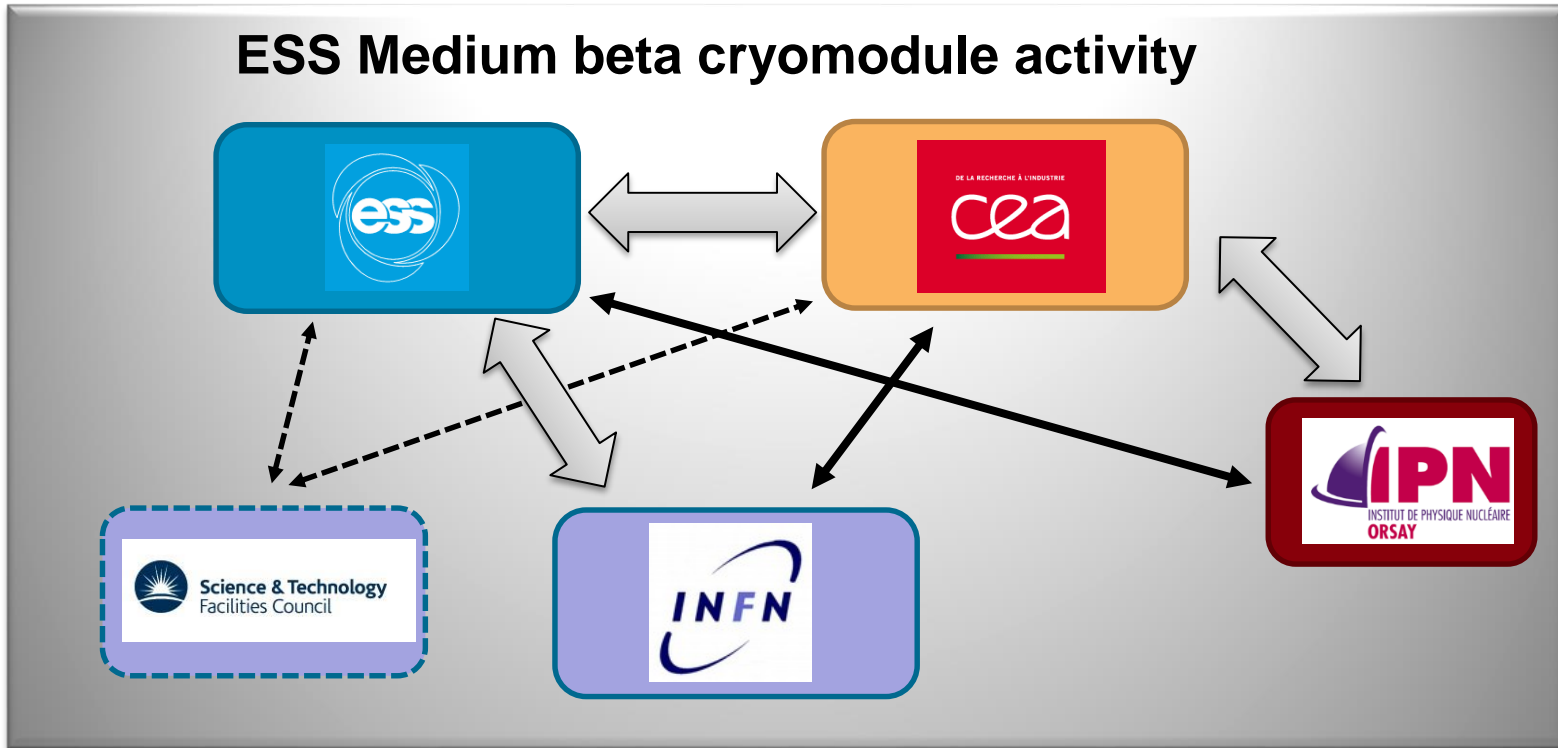 ESS Medium beta cryomodule activity
ess
DE LA RECHERCHE À L'INDUSTRIE
cea
IPN
INSTITUT DE PHYSIQUE NUCLÉAIRE
ORSAY
Science & Technology
Facilities Council
INFN